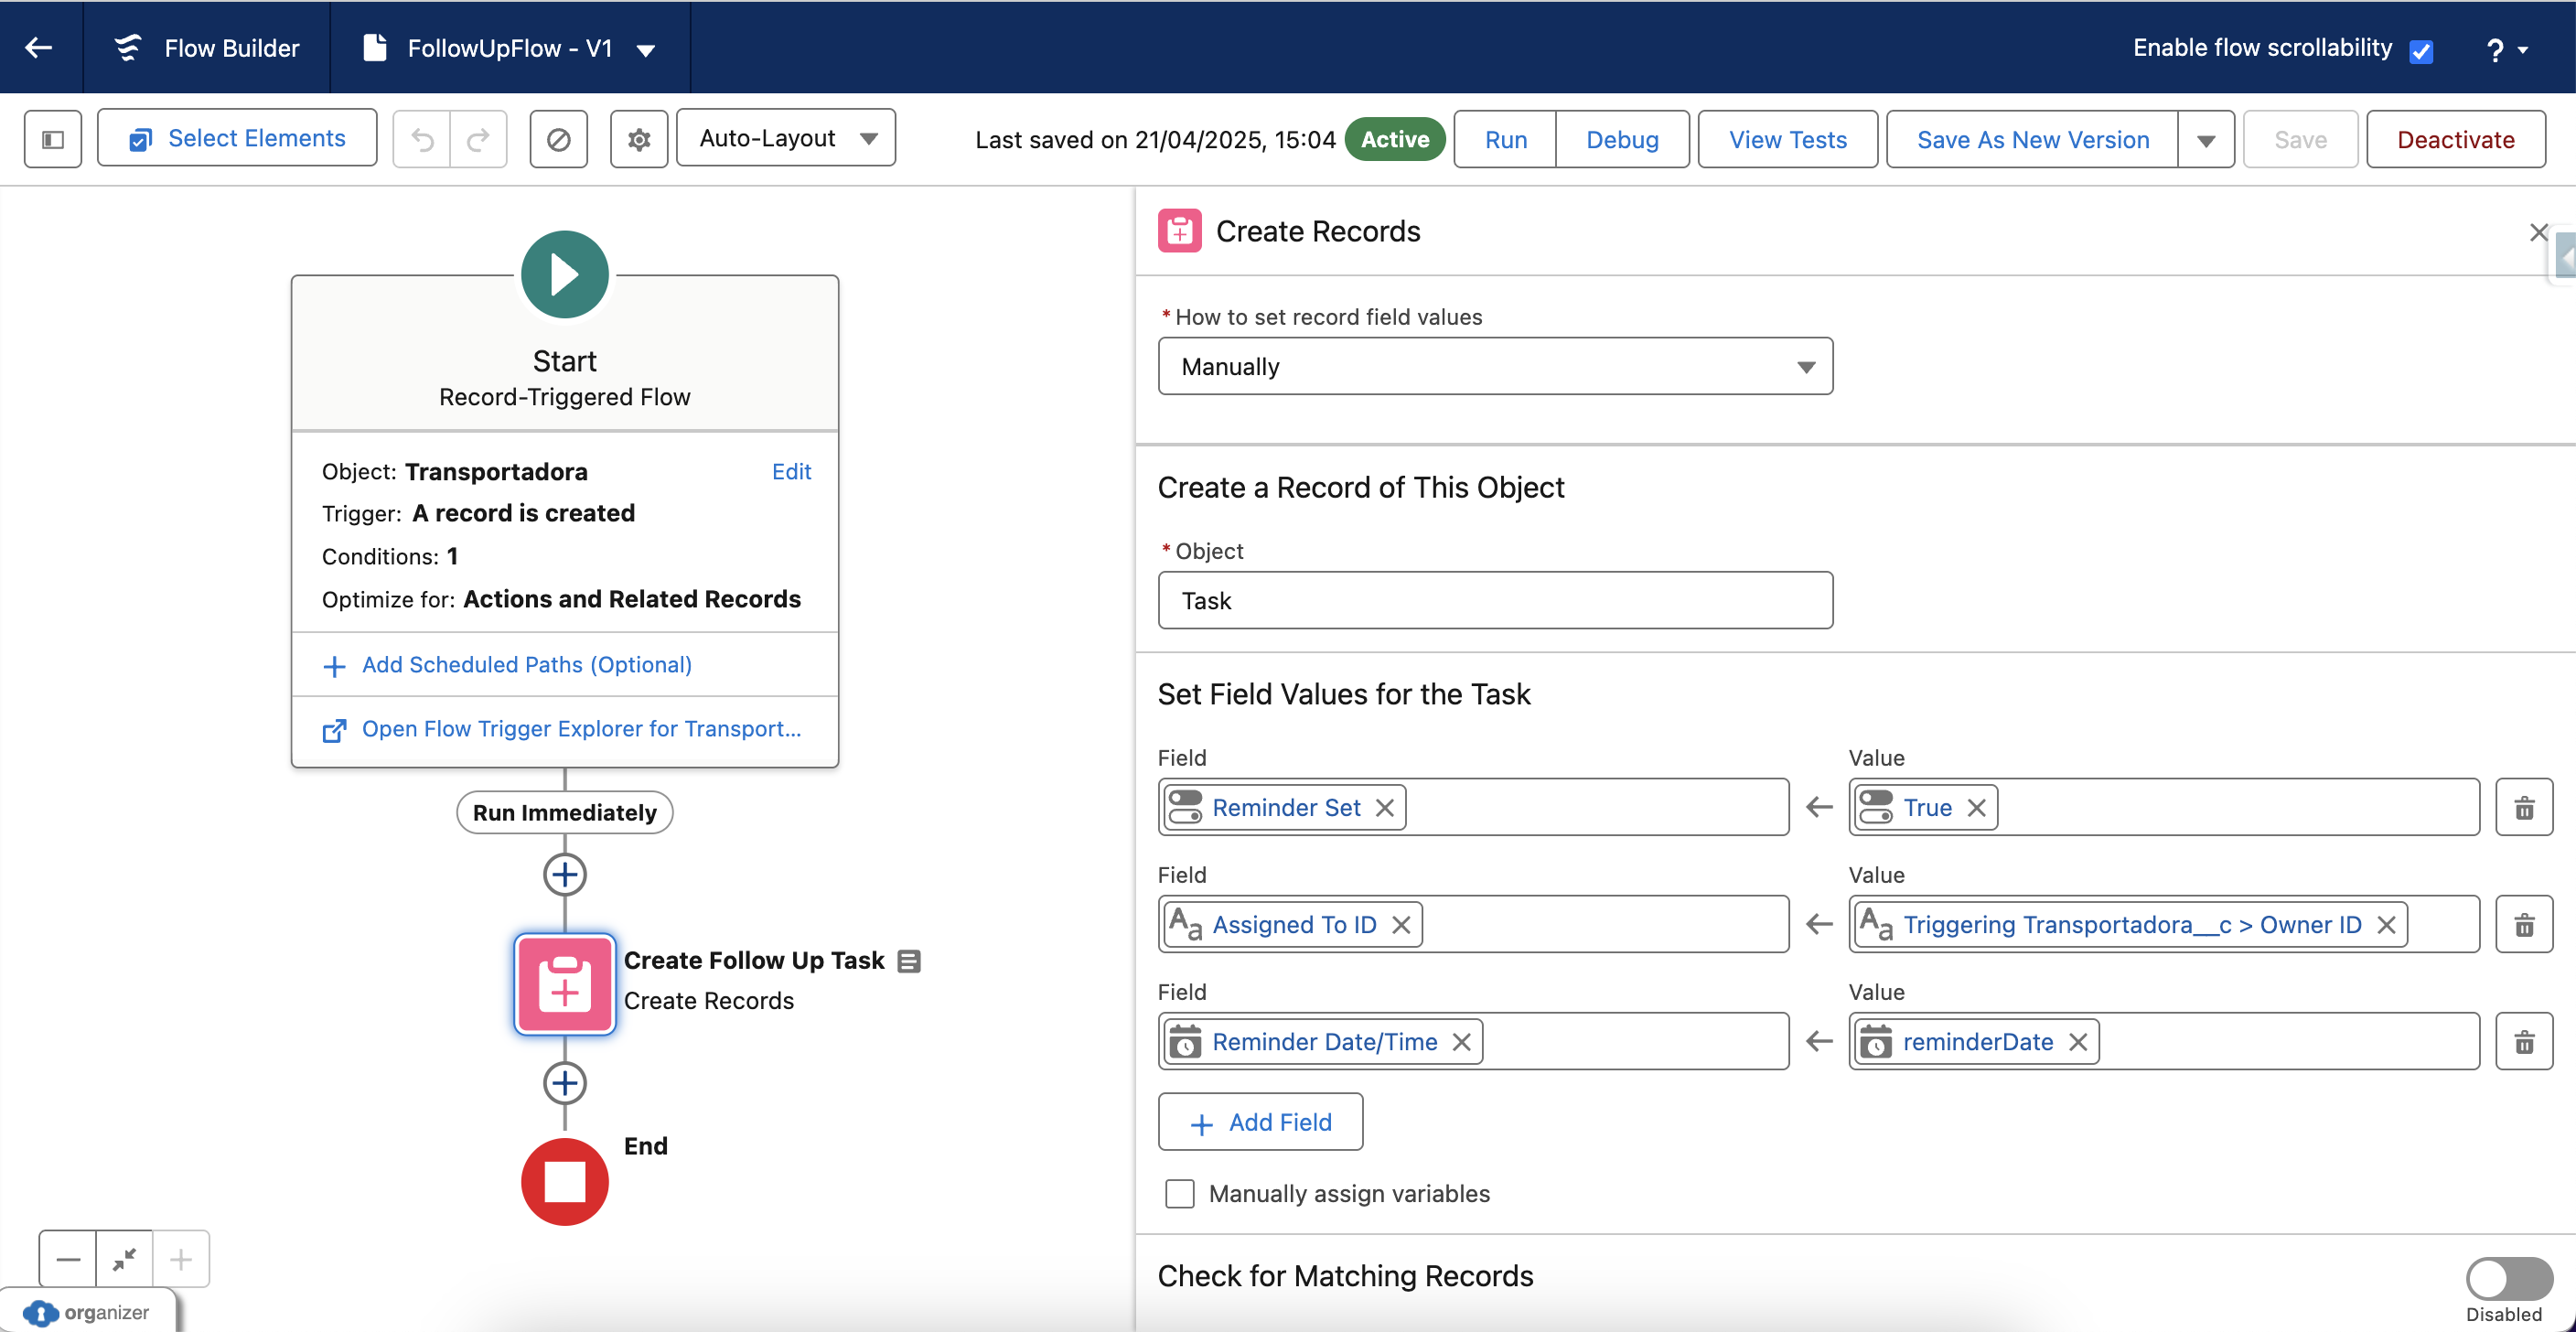 Flow Builder
FollowUpFlow - V1
Enable flow scrollability
?
Select Elements
Auto-Layout
Last saved on 21/04/2025, 15:04
Active
Run
Debug
View Tests
Save As New Version
Save
Deactivate
Start
Record-Triggered Flow
Object: Transportadora
Edit
Trigger: A record is created
Conditions: 1
Optimize for: Actions and Related Records
Add Scheduled Paths (Optional)
Open Flow Trigger Explorer for Transport...
Run Immediately
Create Follow Up Task
Create Records
End
organizer
Create Records
* How to set record field values
Manually
Create a Record of This Object
* Object
Task
Set Field Values for the Task
Field
Value
Reminder Set
True
Field
Value
Aa Assigned To ID
Aa Triggering Transportadora__c > Owner ID
Field
Value
Reminder Date/Time
reminderDate
Add Field
Manually assign variables
Check for Matching Records
Disabled